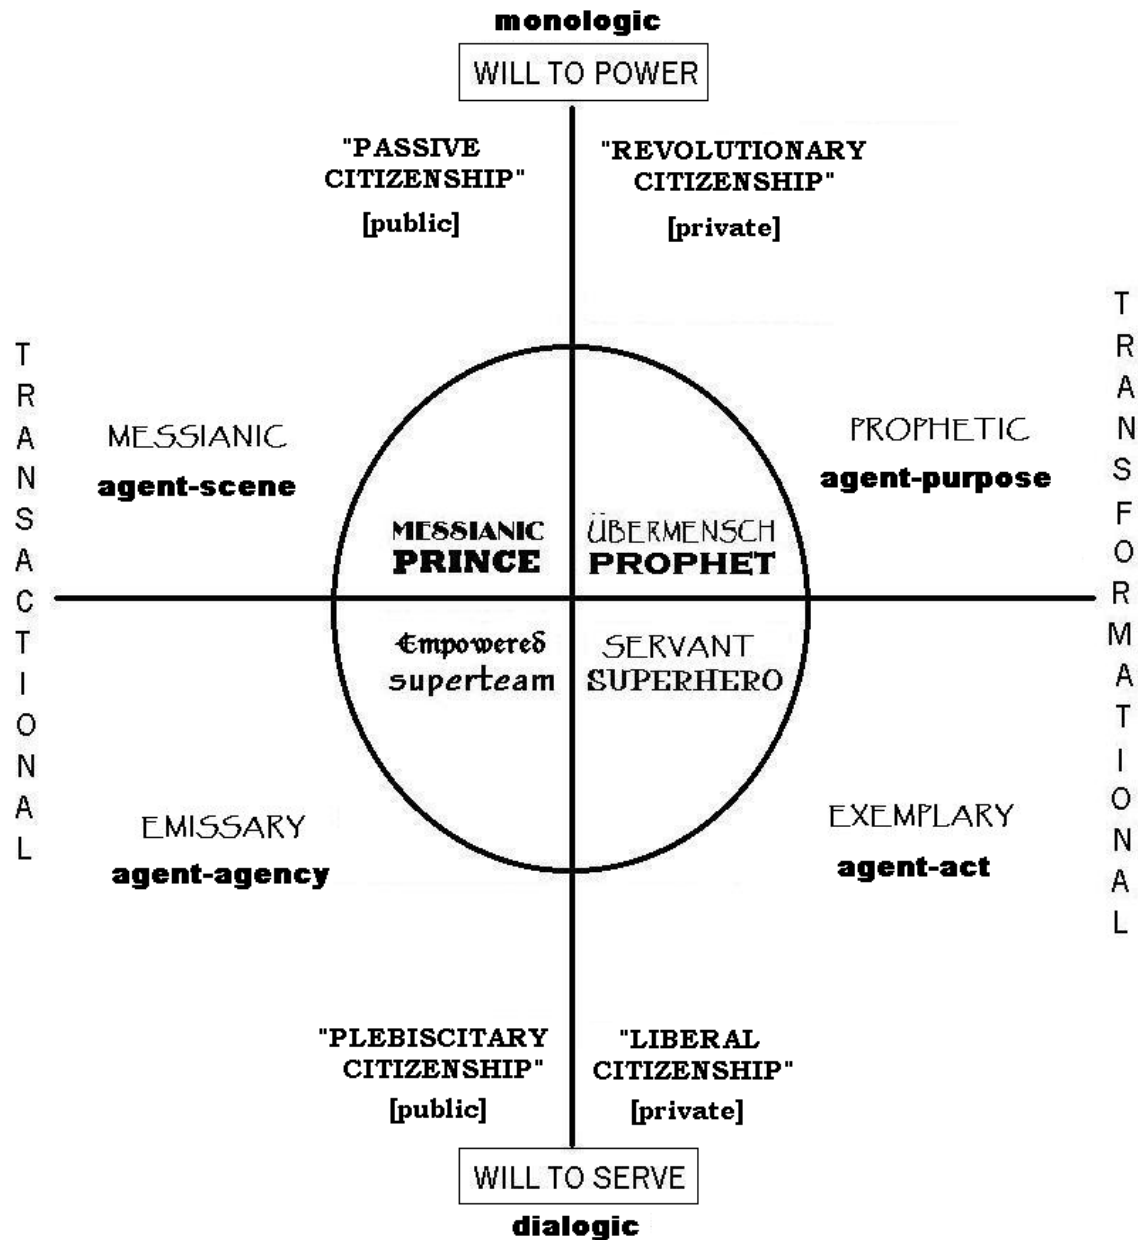 monologic
WILL TO POWER
"PASSIVE
CITIZENSHIP"
[public]
"REVOLUTIONARY
CITIZENSHIP"
[private]
TRANSACTIONAL
TRANSFORMATIONAL
MESSIANIC
agent-scene
PROPHETIC
agent-purpose
MESSIANIC
PRINCE
ÜBERMENSCH
PROPHET
Empowered
superteam
SERVANT
SUPERHERO
EMISSARY
agent-agency
EXEMPLARY
agent-act
"PLEBISCITARY
CITIZENSHIP"
[public]
"LIBERAL
CITIZENSHIP"
[private]
WILL TO SERVE
dialogic